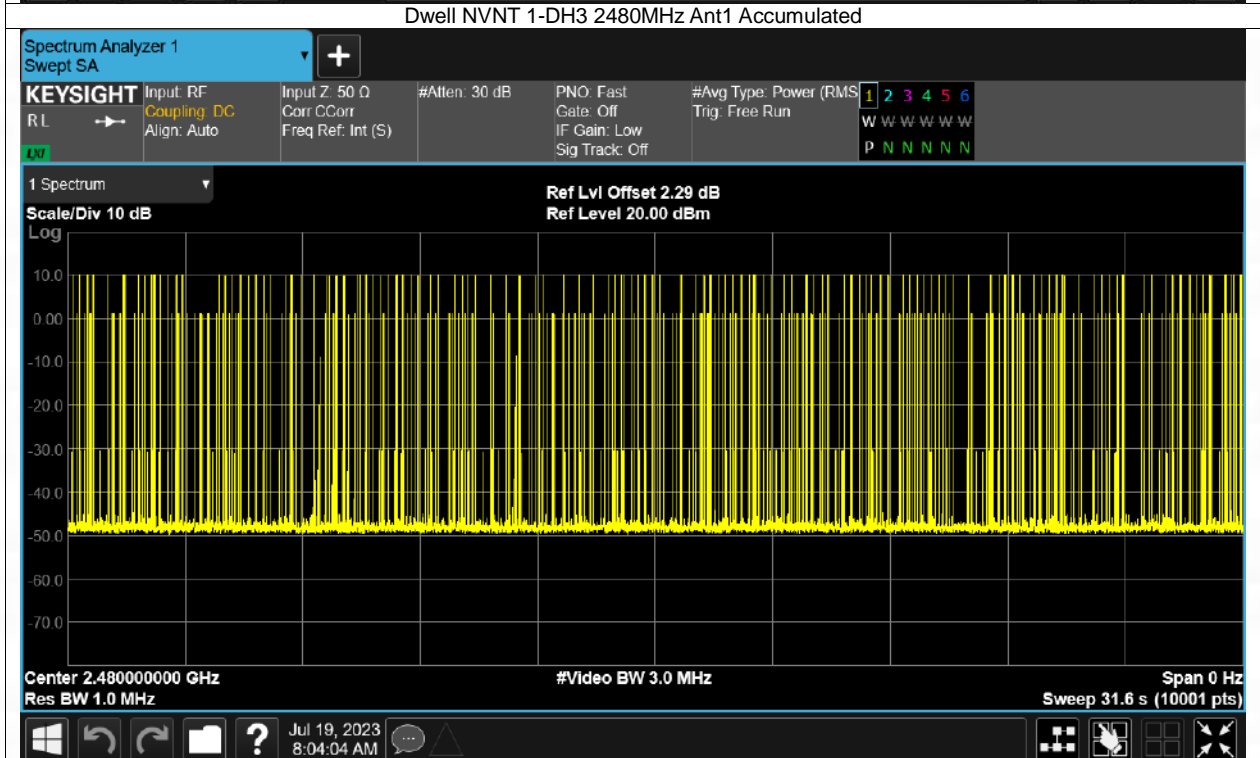 Dwell NVNT 1-DH3 2480MHz Ant1 Accumulated
Spectrum Analyzer 1
Swept SA
KEYSIGHT
RL
LXI
Input: RF
Coupling: DC
Align: Auto
Input Z: 50 Ω
Corr CCorr
Freq Ref: Int (S)
#Atten: 30 dB
PNO: Fast
Gate: Off
IF Gain: Low
Sig Track: Off
#Avg Type: Power (RMS
Trig: Free Run
1 2 3 4 5 6
W W W W W W
P N N N N N
1 Spectrum
Scale/Div 10 dB
Ref Lvl Offset 2.29 dB
Ref Level 20.00 dBm
Log
10.0
0.00
-10.0
-20.0
-30.0
-40.0
-50.0
-60.0
-70.0
Center 2.480000000 GHz
#Video BW 3.0 MHz
Span 0 Hz
Res BW 1.0 MHz
Sweep 31.6 s (10001 pts)
?
Jul 19, 2023
8:04:04 AM